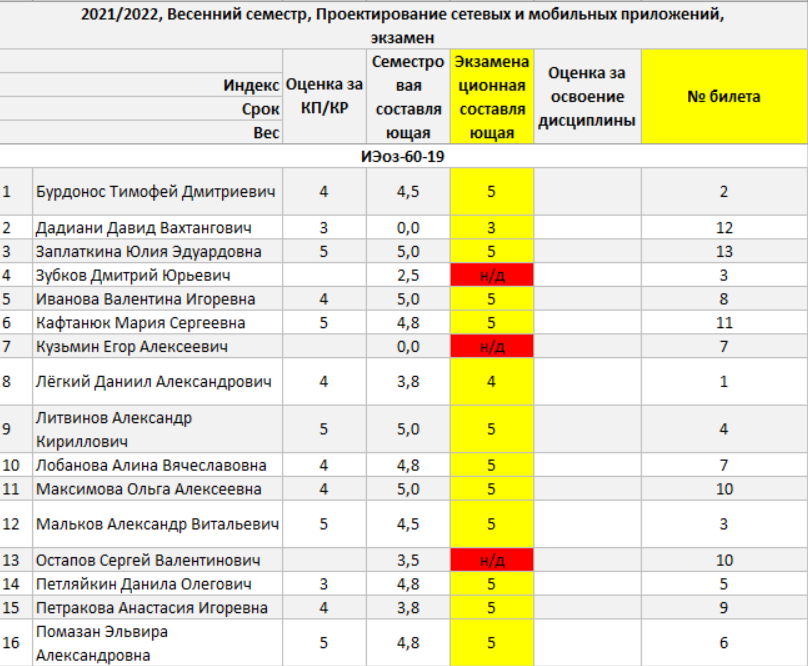 2021/2022, Весенний семестр, Проектирование сетевых и мобильных приложений,
экзамен
Индекс
Срок
Вес
Оценка за
КП/КР
Семестро
вая
составля
ющая
Экзамена
ционная
составля
ющая
Оценка за
освоение
дисциплины
№ билета
ИЭоз-60-19
1 Бурдонос Тимофей Дмитриевич 4 4,5 5 2
2 Дадиани Давид Вахтангович 3 0,0 3 12
3 Заплаткина Юлия Эдуардовна 5 5,0 5 13
4 Зубков Дмитрий Юрьевич 2,5 н/д 3
5 Иванова Валентина Игоревна 4 5,0 5 8
6 Кафтанюк Мария Сергеевна 5 4,8 5 11
7 Кузьмин Егор Алексеевич 0,0 н/д 7
8 Лёгкий Даниил Александрович 4 3,8 4 1
9 Литвинов Александр
Кириллович 5 5,0 5 4
10 Лобанова Алина Вячеславовна 4 4,8 5 7
11 Максимова Ольга Алексеевна 4 5,0 5 10
12 Мальков Александр Витальевич 5 4,5 5 3
13 Остапов Сергей Валентинович 3,5 н/д 10
14 Петляйкин Данила Олегович 3 4,8 5 5
15 Петракова Анастасия Игоревна 4 3,8 5 9
16 Помазан Эльвира
Александровна 5 4,8 5 6